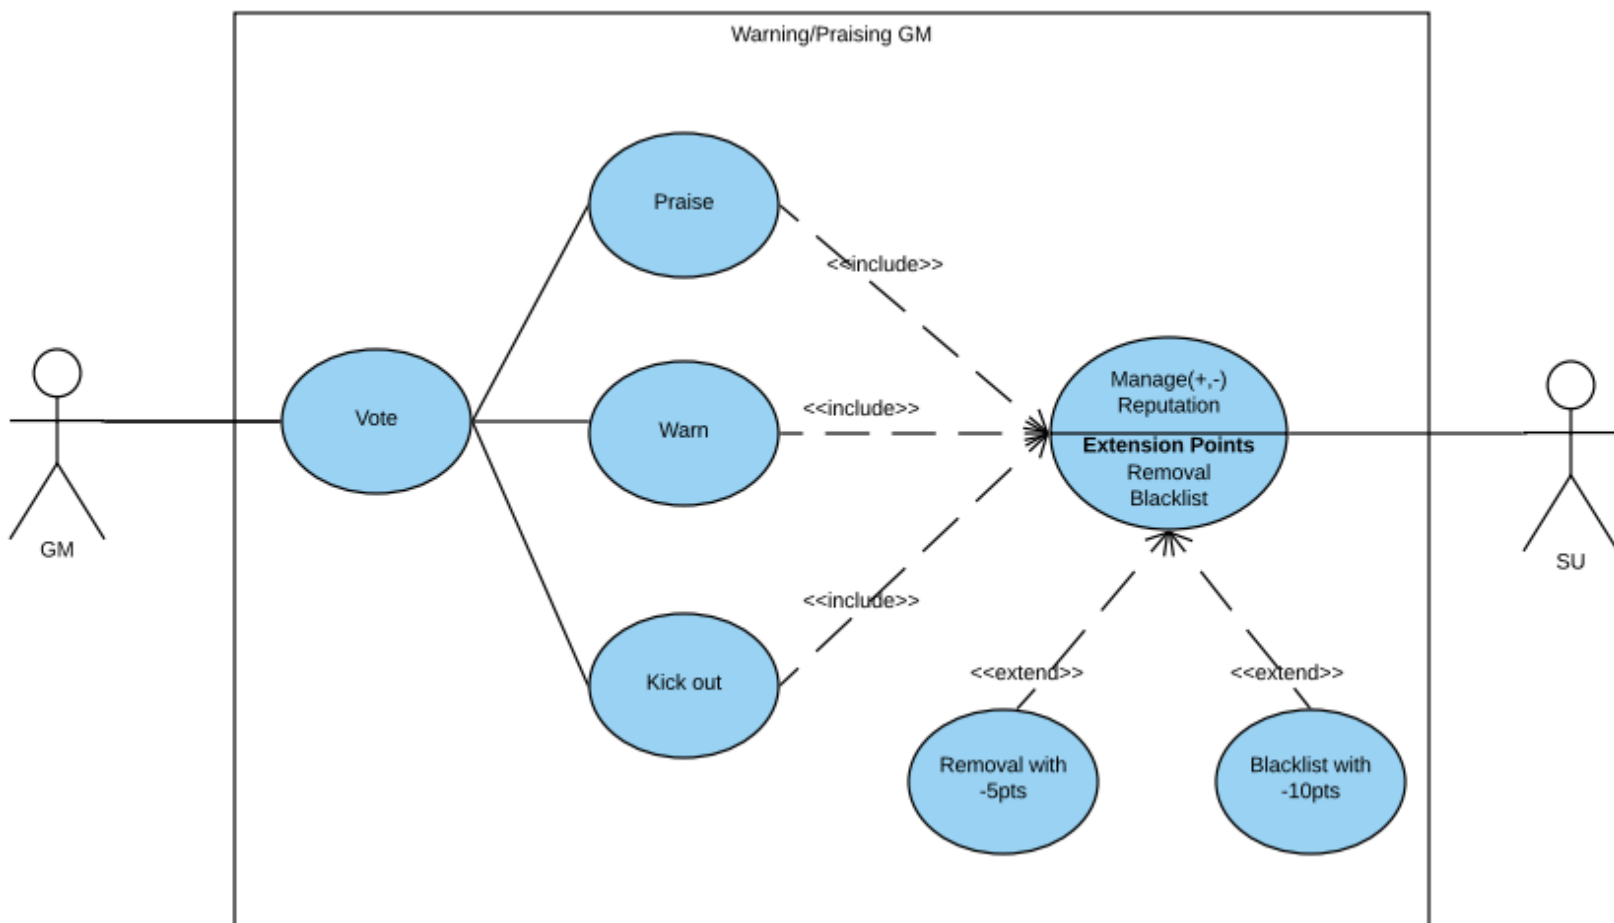 Warning/Praising GM
Praise
<<include>>
Vote
Warn
<<include>>
Manage(+,-)
Reputation
Extension Points
Removal
Blacklist
GM
SU
Kick out
<<include>>
<<extend>>
<<extend>>
Removal with
-5pts
Blacklist with
-10pts